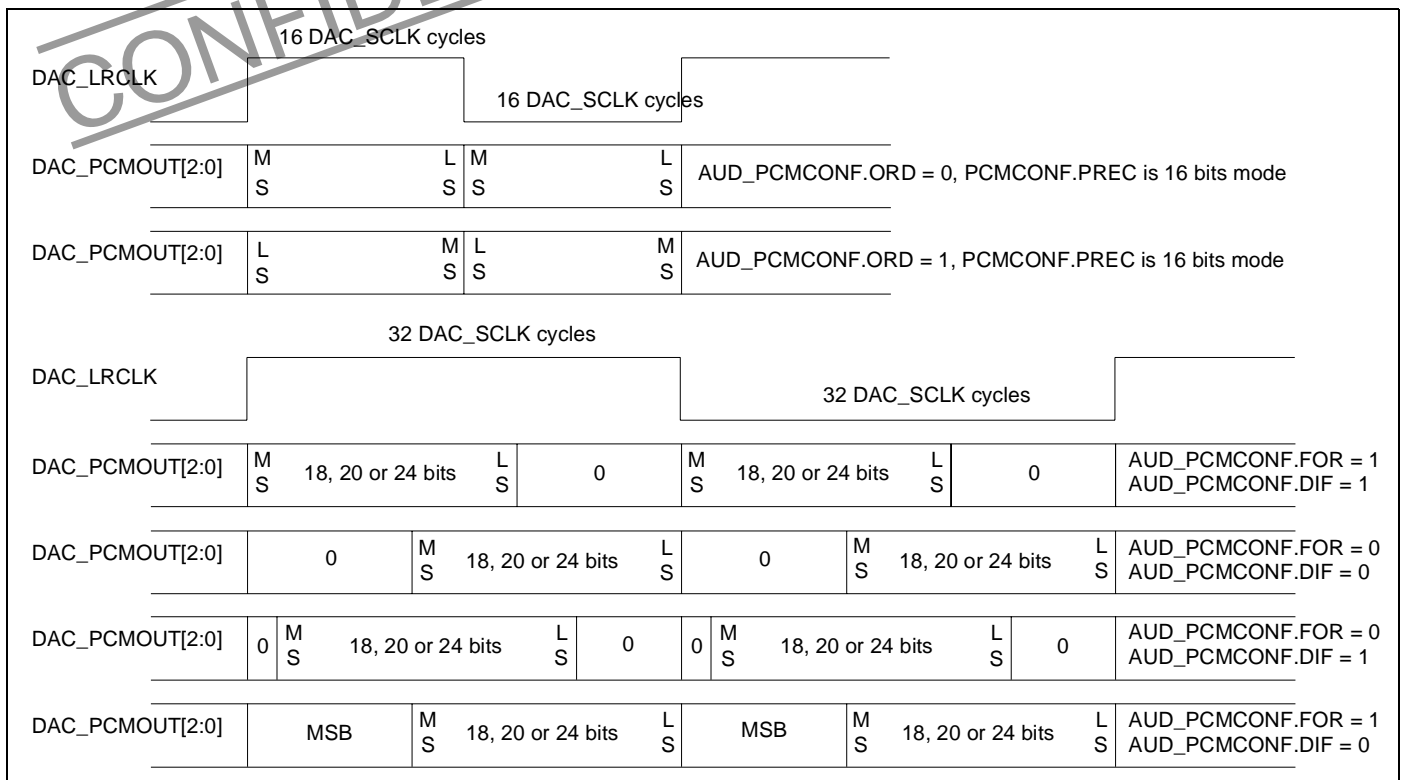 CONFIDE
16 DAC_SCLK cycles
DAC_LRCLK
16 DAC_SCLK cycles
DAC_PCMOUT[2:0]
M L M L
S S S S
AUD_PCMCONF.ORD = 0, PCMCONF.PREC is 16 bits mode
DAC_PCMOUT[2:0]
L M L M
S S S S
AUD_PCMCONF.ORD = 1, PCMCONF.PREC is 16 bits mode
32 DAC_SCLK cycles
DAC_LRCLK
32 DAC_SCLK cycles
DAC_PCMOUT[2:0]
M L M L
18, 20 or 24 bits 0 18, 20 or 24 bits 0
S S S S
AUD_PCMCONF.FOR = 1
AUD_PCMCONF.DIF = 1
DAC_PCMOUT[2:0]
M L M L
0 18, 20 or 24 bits 0 18, 20 or 24 bits
S S S S
AUD_PCMCONF.FOR = 0
AUD_PCMCONF.DIF = 0
DAC_PCMOUT[2:0]
M L M L
0 18, 20 or 24 bits 0 0 18, 20 or 24 bits 0
S S S S
AUD_PCMCONF.FOR = 0
AUD_PCMCONF.DIF = 1
DAC_PCMOUT[2:0]
M L M L
MSB 18, 20 or 24 bits MSB 18, 20 or 24 bits
S S S S
AUD_PCMCONF.FOR = 1
AUD_PCMCONF.DIF = 0